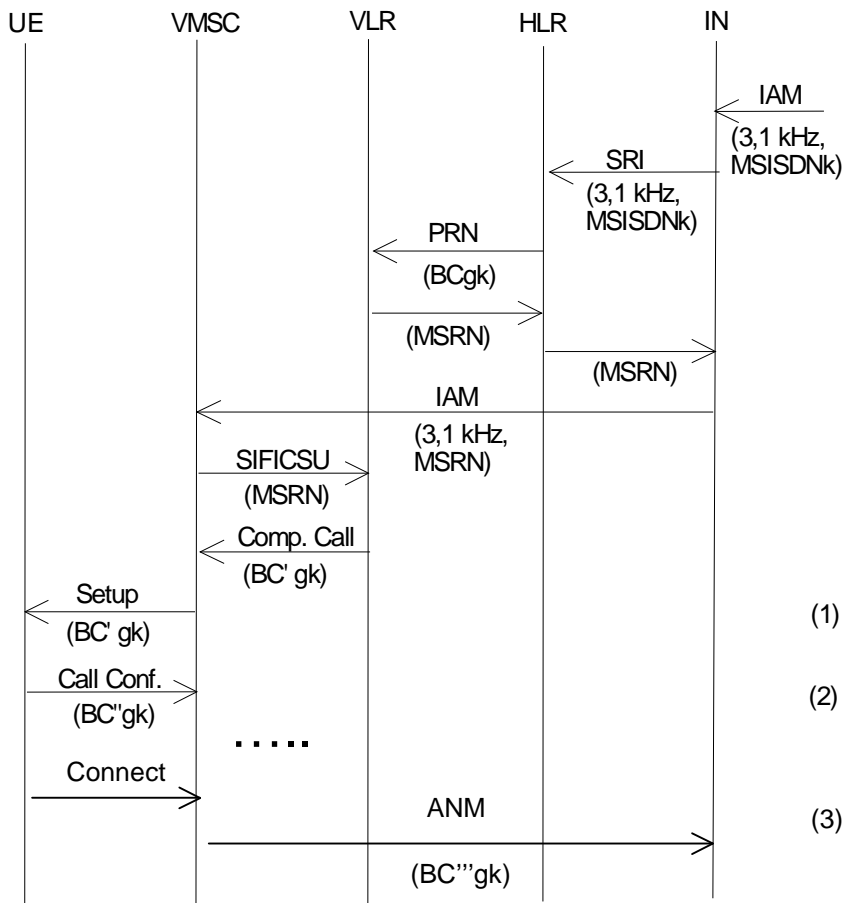 UE VMSC VLR HLR IN
IAM
(3,1 kHz,
MSISDNk)
SRI
(3,1 kHz,
MSISDNk)
PRN
(BCgk)
(MSRN)
(MSRN)
IAM
(3,1 kHz,
MSRN)
SIFICSU
(MSRN)
Comp. Call
(BC' gk)
Setup
(BC' gk)
(1)
Call Conf.
(BC"gk)
(2)
.....
Connect
ANM
(3)
(BC'''gk)